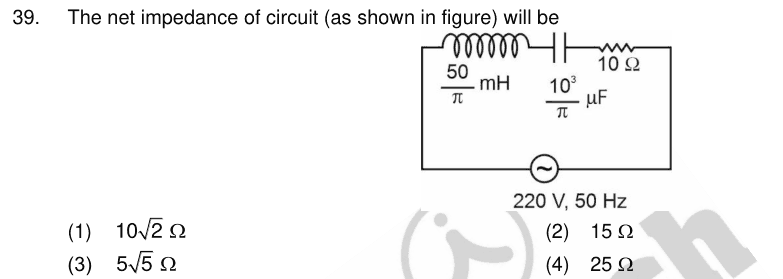 39. The net impedance of circuit (as shown in figure) will be
50/π mH
10³/π μF
10 Ω
220 V, 50 Hz
(1) 10√2 Ω (2) 15 Ω
(3) 5√5 Ω (4) 25 Ω